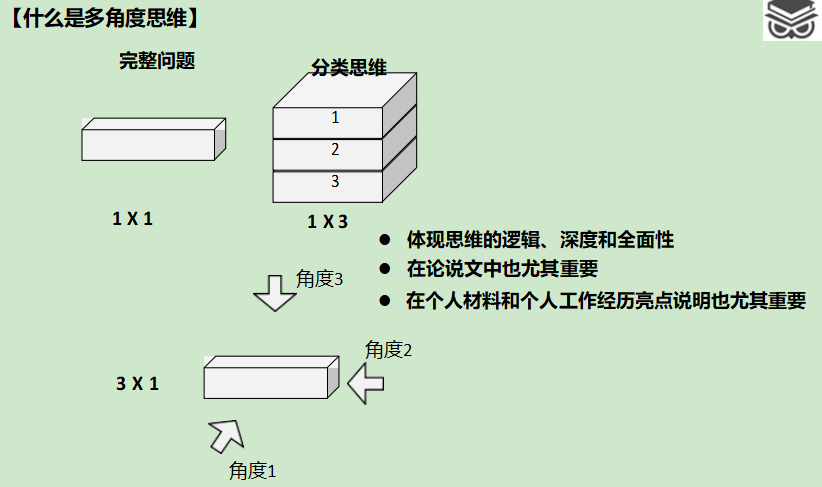 【什么是多角度思维】
完整问题
分类思维
1
2
3
1 X 1
1 X 3
● 体现思维的逻辑、深度和全面性
● 在论说文中也尤其重要
● 在个人材料和个人工作经历亮点说明也尤其重要
角度3
角度2
3 X 1
角度1